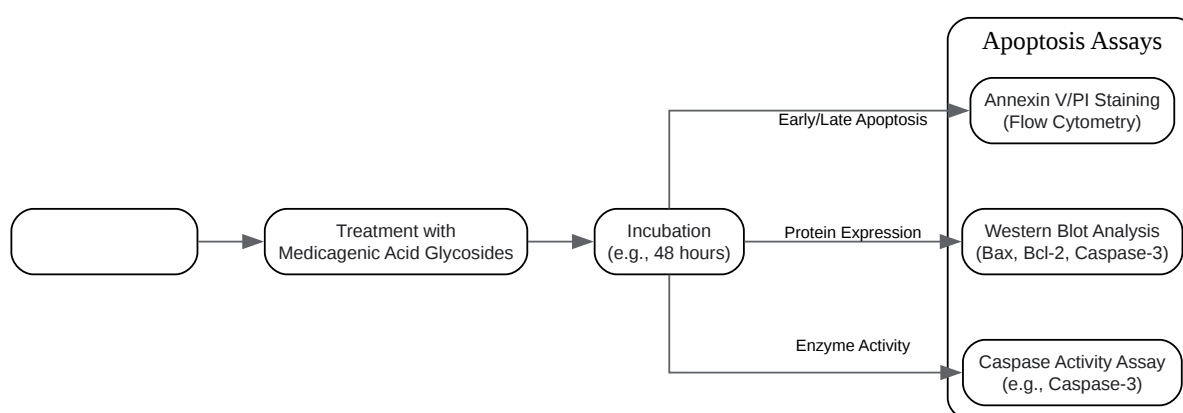 Apoptosis Assays
Annexin V/PI Staining
(Flow Cytometry)
Early/Late Apoptosis
Treatment with
Medicagenic Acid Glycosides
Incubation
(e.g., 48 hours)
Protein Expression
Western Blot Analysis
(Bax, Bcl-2, Caspase-3)
Enzyme Activity
Caspase Activity Assay
(e.g., Caspase-3)